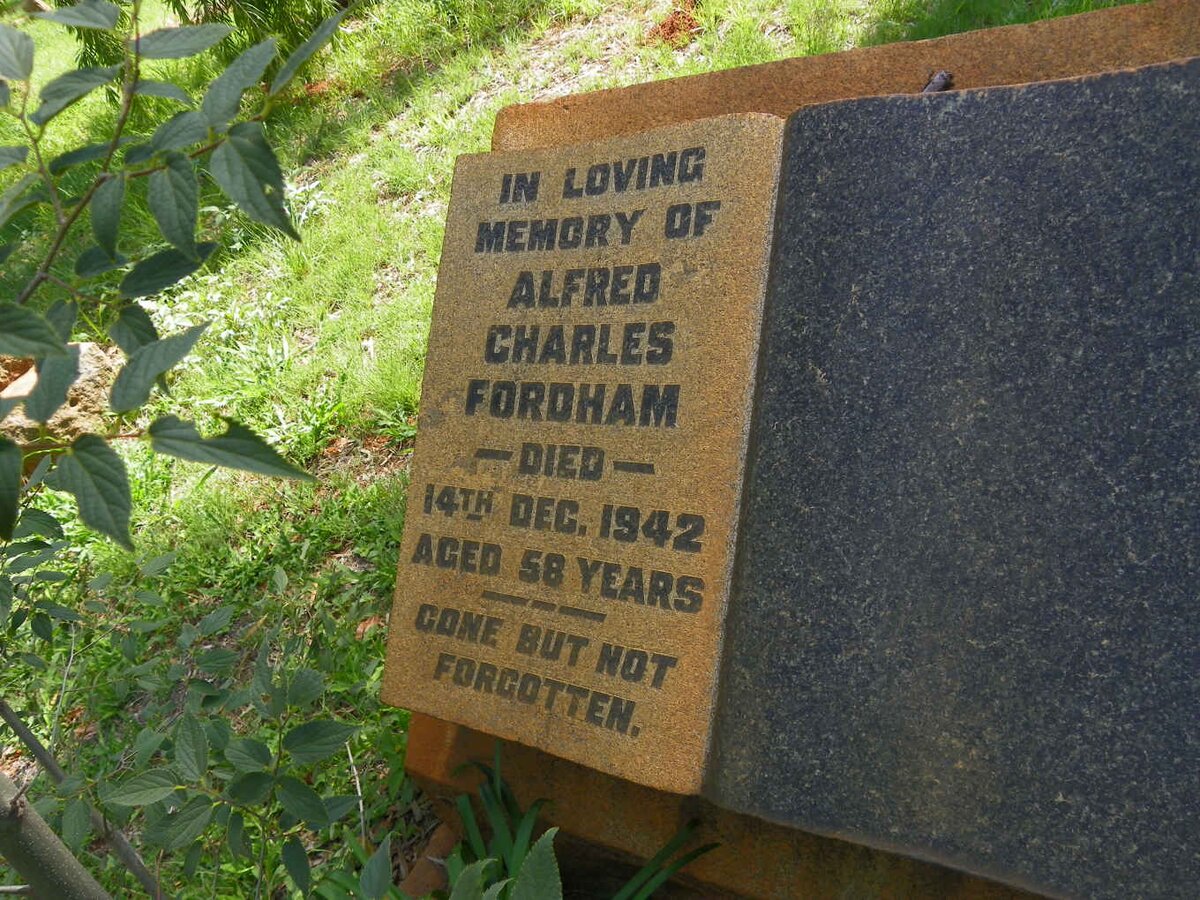 IN LOVING
MEMORY OF
ALFRED
CHARLES
FORDHAM
— DIED —
14TH DEC. 1942
AGED 58 YEARS
GONE BUT NOT
FORGOTTEN.